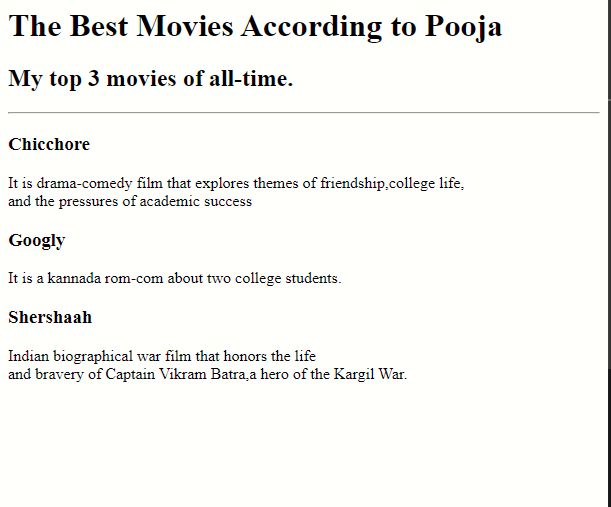 The Best Movies According to Pooja
My top 3 movies of all-time.
Chicchore
It is drama-comedy film that explores themes of friendship,college life,
and the pressures of academic success
Googly
It is a kannada rom-com about two college students.
Shershaah
Indian biographical war film that honors the life
and bravery of Captain Vikram Batra,a hero of the Kargil War.